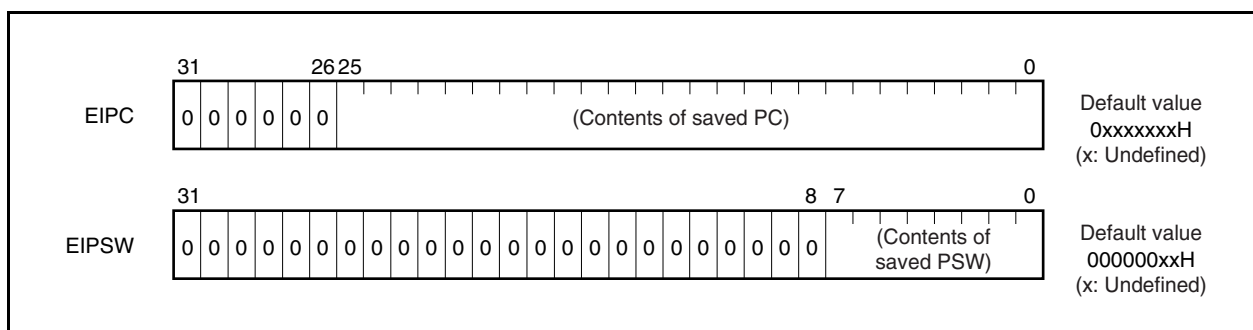 31 26 25 0
EIPC 0 0 0 0 0 0 (Contents of saved PC) Default value
0xxxxxxxH
(x: Undefined)
31 8 7 0
EIPSW 0 0 0 0 0 0 0 0 0 0 0 0 0 0 0 0 0 0 0 0 0 0 0 0 (Contents of
saved PSW) Default value
000000xxH
(x: Undefined)